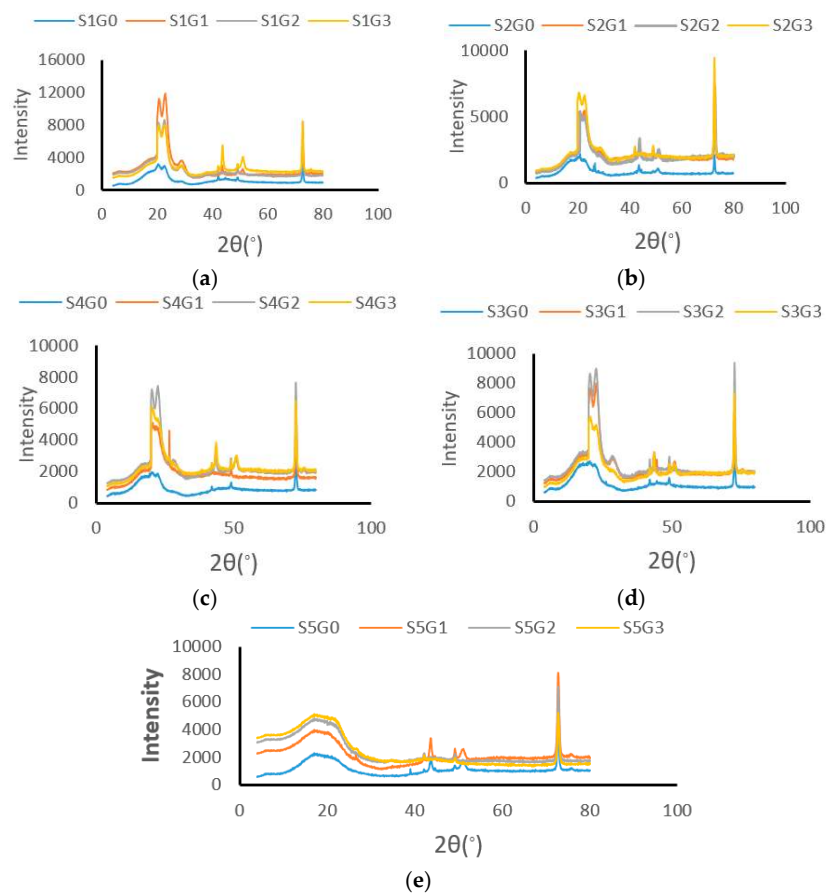 S1G0 S1G1 S1G2 S1G3
16000
12000
8000
4000
0
Intensity
0 20 40 60 80 100
2θ(°)
(a)
S2G0 S2G1 S2G2 S2G3
10000
5000
0
Intensity
0 20 40 60 80 100
2θ(°)
(b)
S4G0 S4G1 S4G2 S4G3
10000
8000
6000
4000
2000
0
Intensity
0 50 100
2θ(°)
(c)
S3G0 S3G1 S3G2 S3G3
10000
8000
6000
4000
2000
0
Intensity
0 50 100
2θ(°)
(d)
S5G0 S5G1 S5G2 S5G3
10000
8000
6000
4000
2000
0
Intensity
0 20 40 60 80 100
2θ(°)
(e)